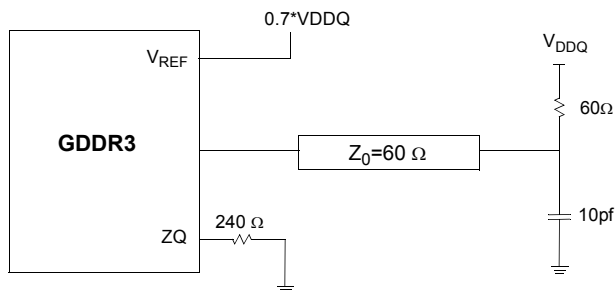 0.7*VDDQ
VDDQ
VREF
60Ω
GDDR3
Z0=60 Ω
10pf
240 Ω
ZQ